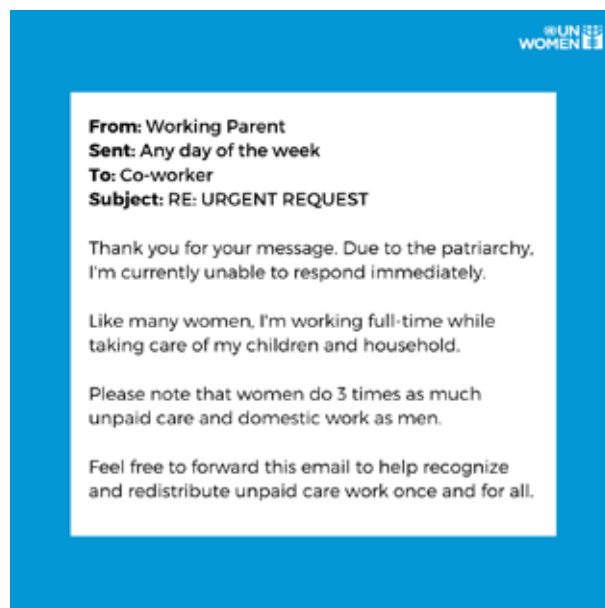 UN
WOMEN
From: Working Parent
Sent: Any day of the week
To: Co-worker
Subject: RE: URGENT REQUEST
Thank you for your message. Due to the patriarchy,
I'm currently unable to respond immediately.
Like many women, I'm working full-time while
taking care of my children and household.
Please note that women do 3 times as much
unpaid care and domestic work as men.
Feel free to forward this email to help recognize
and redistribute unpaid care work once and for all.